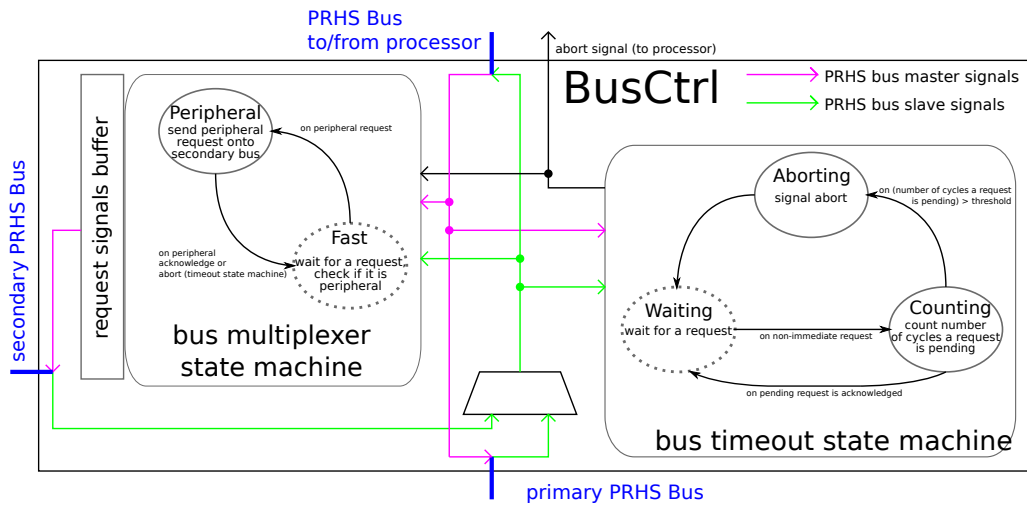 PRHS Bus
to/from processor
abort signal (to processor)
BusCtrl
PRHS bus master signals
PRHS bus slave signals
secondary PRHS Bus
request signals buffer
Peripheral
send peripheral
request onto
secondary bus
on peripheral request
on peripheral
acknowledge or
abort (timeout state machine)
Fast
wait for a request,
check if it is
peripheral
bus multiplexer
state machine
Aborting
signal abort
on (number of cycles a request
is pending) > threshold
Waiting
wait for a request
on non-immediate request
Counting
count number
of cycles a request
is pending
on pending request is acknowledged
bus timeout state machine
primary PRHS Bus